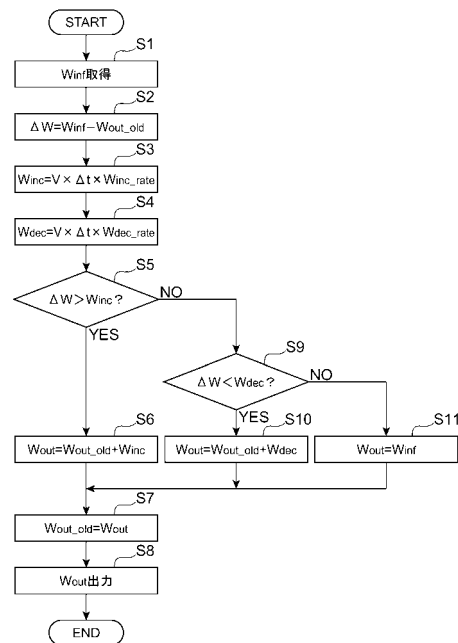 START
S1
Winf取得
S2
ΔW=Winf−Wout_old
S3
Winc=V×Δt×Winc_rate
S4
Wdec=V×Δt×Wdec_rate
S5
ΔW>Winc？
NO
YES
S9
ΔW<Wdec？
NO
YES
S6
Wout=Wout_old+Winc
S10
Wout=Wout_old+Wdec
S11
Wout=Winf
S7
Wout_old=Wout
S8
Wout出力
END